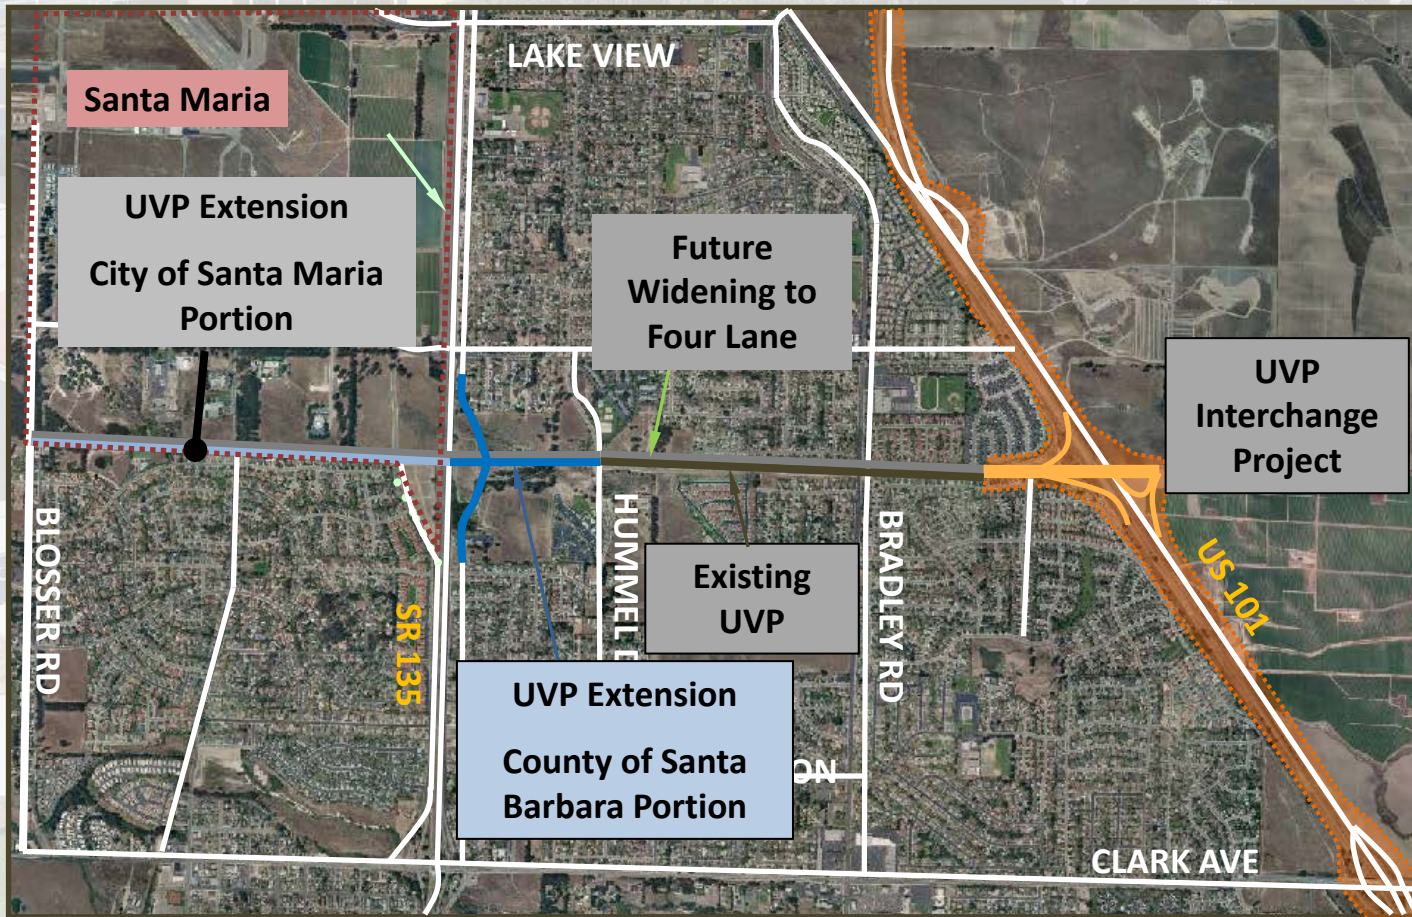 LAKE VIEW
Santa Maria
UVP Extension
City of Santa Maria
Portion
Future
Widening to
Four Lane
UVP
Interchange
Project
BLOSSER RD
SR 135
HUMMEL
BRADLEY RD
US 101
Existing
UVP
UVP Extension
County of Santa
Barbara Portion
CLARK AVE